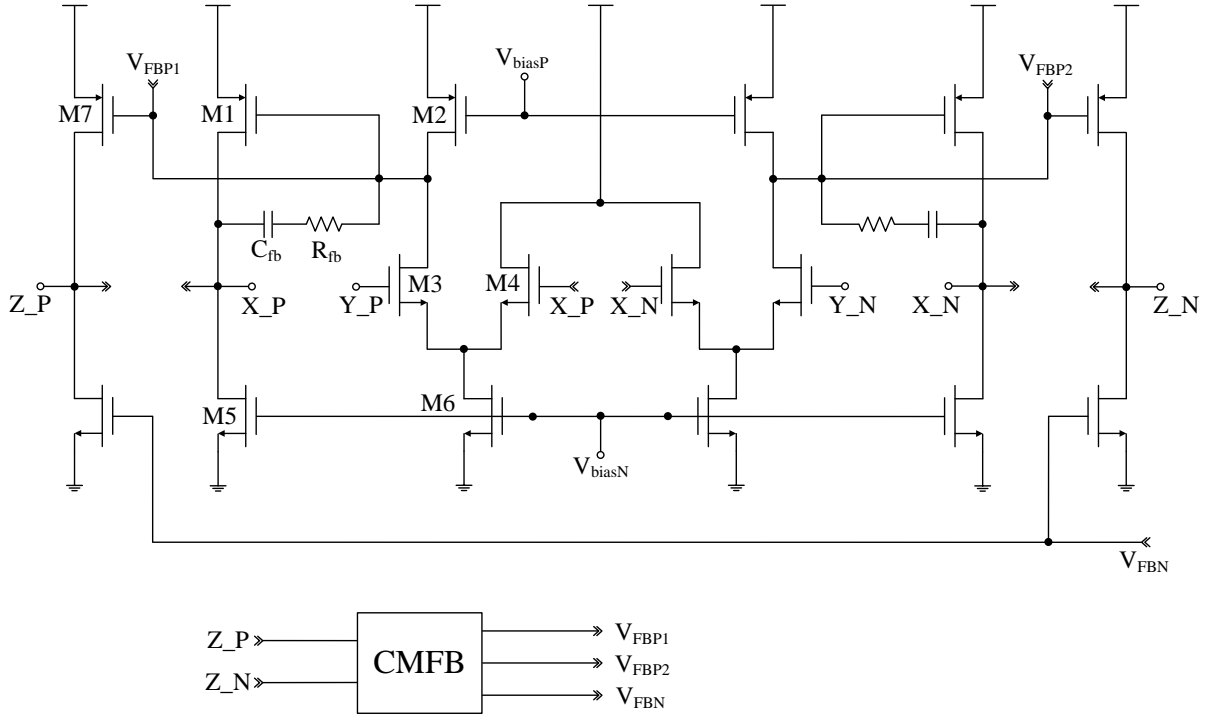 V_FBP1
V_biasP
V_FBP2
M7
M1
M2
C_fb
R_fb
M3
M4
Z_P
X_P
Y_P
X_P
X_N
Y_N
X_N
Z_N
M5
M6
V_biasN
V_FBN
Z_P
Z_N
CMFB
V_FBP1
V_FBP2
V_FBN